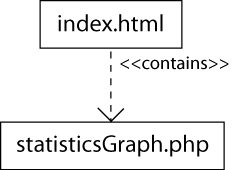 index.html
<<contains>>
statisticsGraph.php